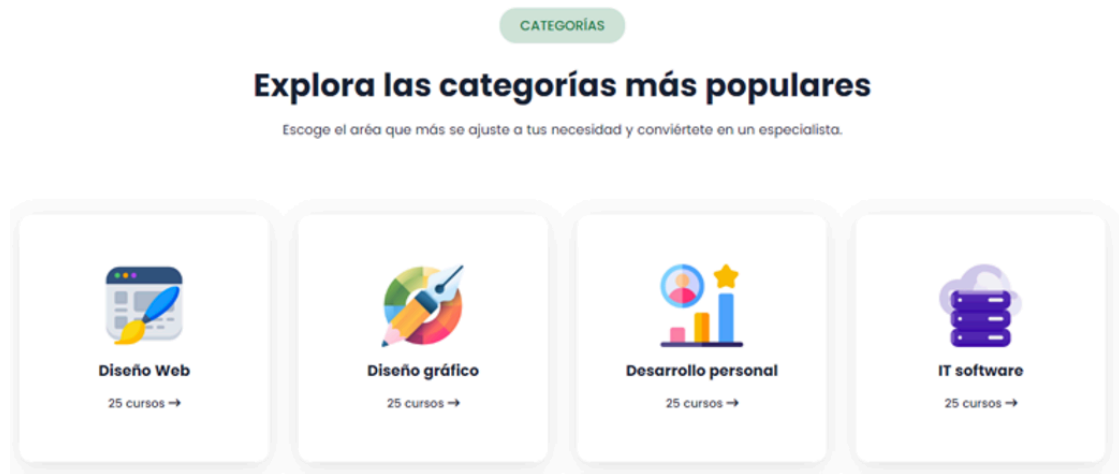 CATEGORÍAS
Explora las categorías más populares
Escoge el aréa que más se ajuste a tus necesidad y conviértete en un especialista.
Diseño Web
25 cursos →
Diseño gráfico
25 cursos →
Desarrollo personal
25 cursos →
IT software
25 cursos →